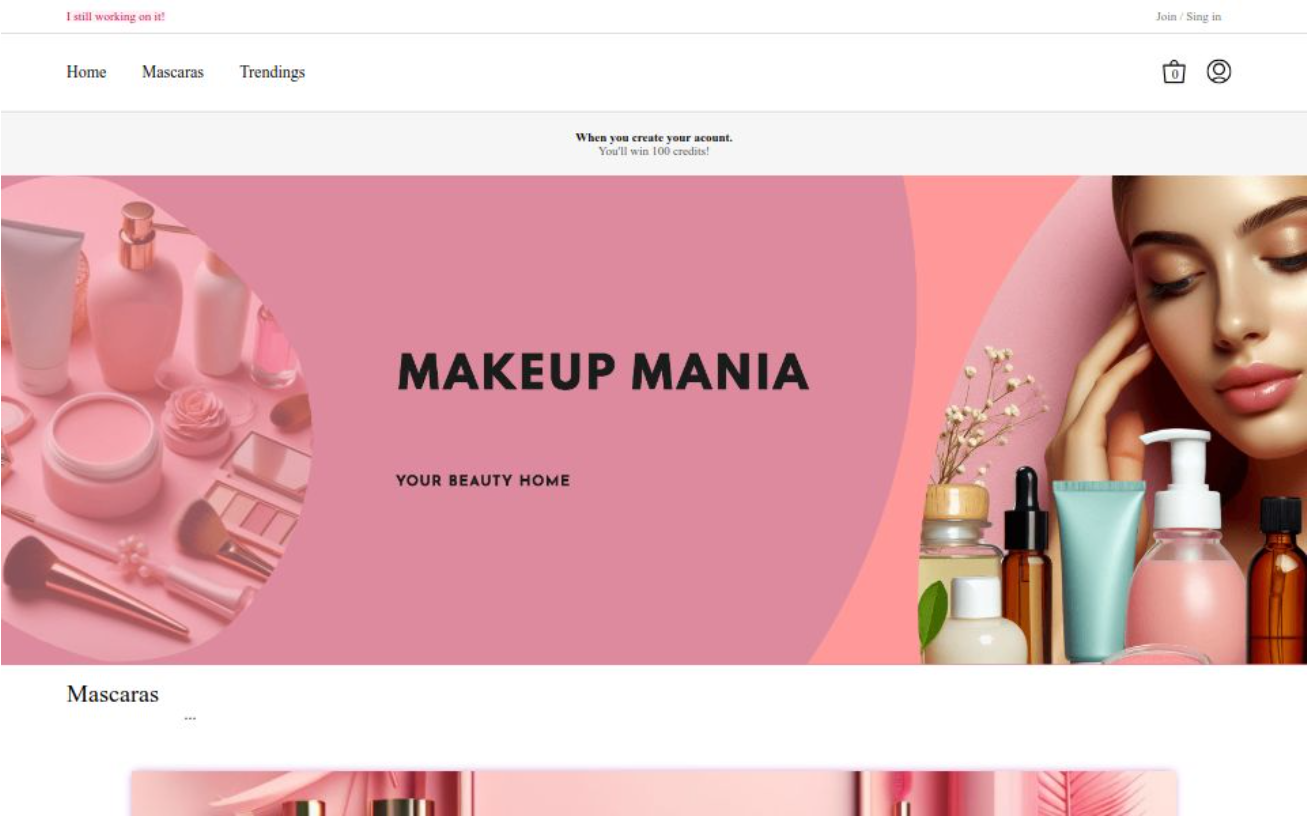 I still working on it!
Join / Sing in
Home Mascaras Trendings
0
When you create your acount.
You'll win 100 credits!
MAKEUP MANIA
YOUR BEAUTY HOME
Mascaras
...